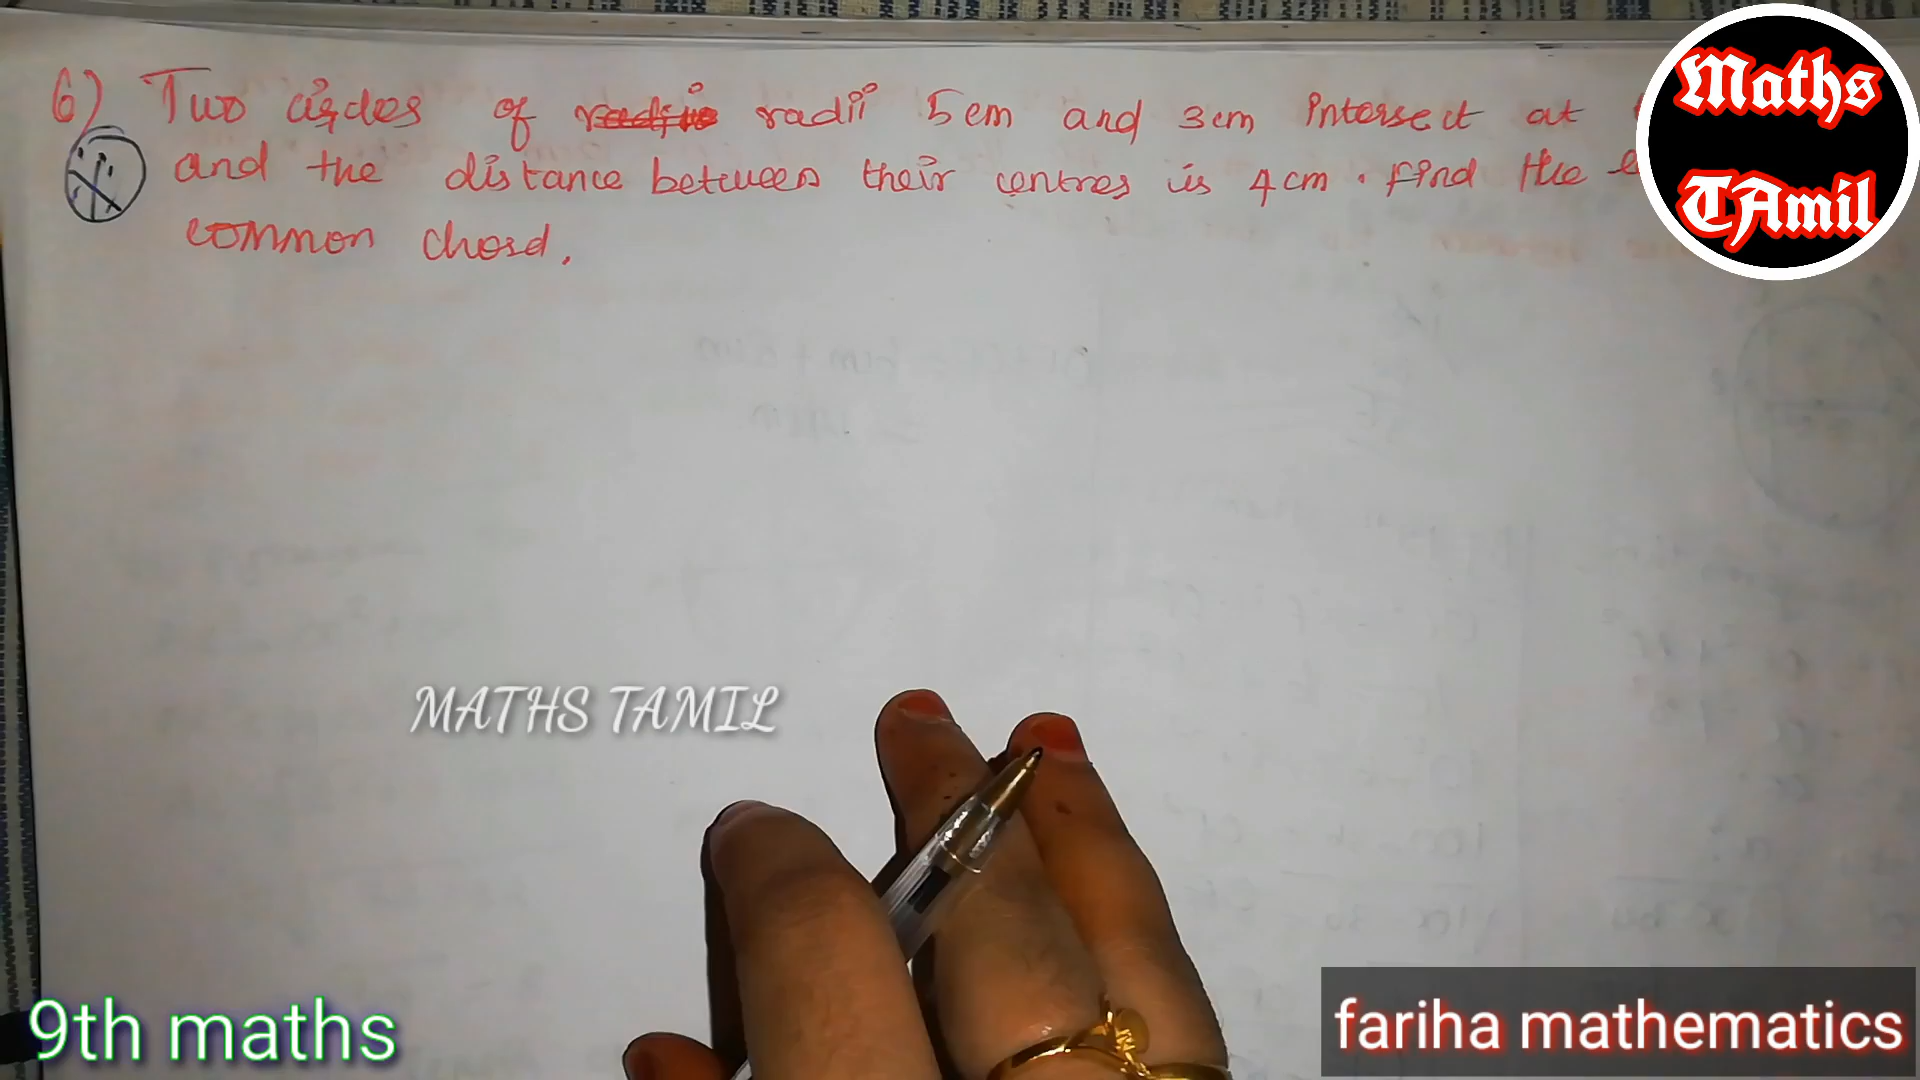 6) Two circles of radii 5cm and 3cm intersect at
and the distance between their centres is 4cm. find the
common chord.
Maths
TAmil
MATHS TAMIL
9th maths
fariha mathematics